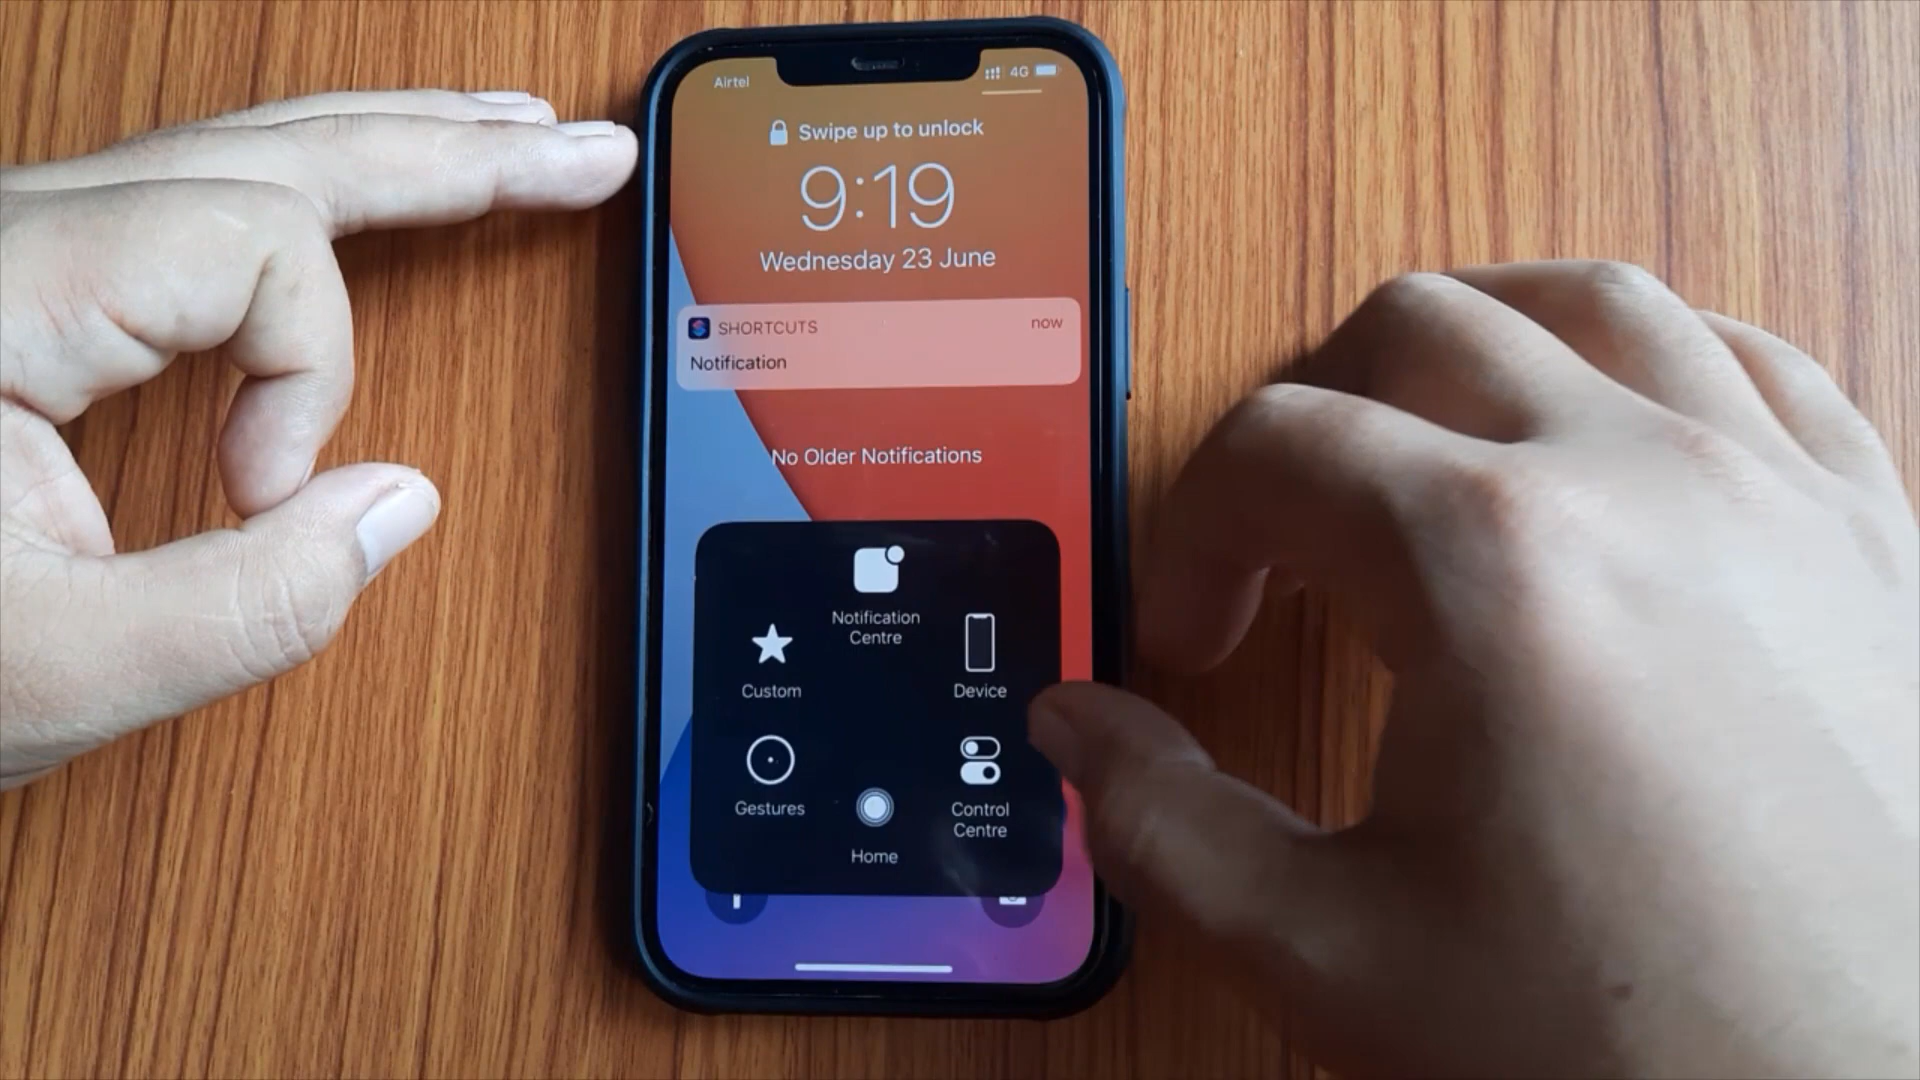 Airtel
4G
Swipe up to unlock
9:19
Wednesday 23 June
SHORTCUTS
now
Notification
No Older Notifications
Notification
Centre
Custom
Device
Gestures
Control
Centre
Home